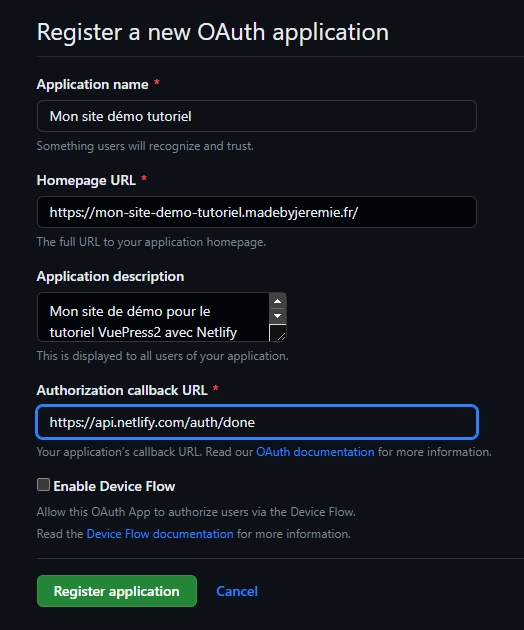 Register a new OAuth application
Application name *
Mon site démo tutoriel
Something users will recognize and trust.
Homepage URL *
https://mon-site-demo-tutoriel.madebyjeremie.fr/
The full URL to your application homepage.
Application description
Mon site de démo pour le
tutoriel VuePress2 avec Netlify
This is displayed to all users of your application.
Authorization callback URL *
https://api.netlify.com/auth/done
Your application's callback URL. Read our OAuth documentation for more information.
Enable Device Flow
Allow this OAuth App to authorize users via the Device Flow.
Read the Device Flow documentation for more information.
Register application Cancel